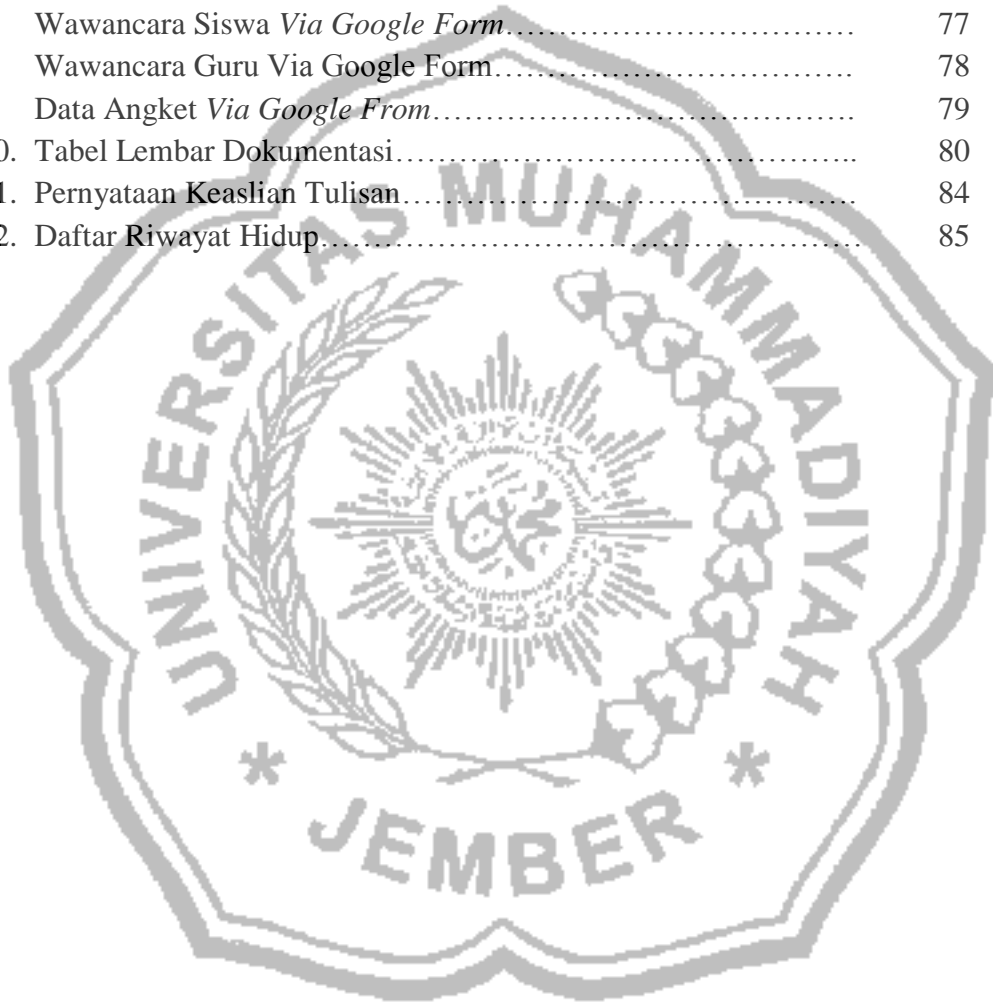 Wawancara Siswa Via Google Form…………………………… 77
Wawancara Guru Via Google Form………………………………. 78
Data Angket Via Google From……………………………………. 79
0. Tabel Lembar Dokumentasi……………………………………….. 80
1. Pernyataan Keaslian Tulisan………………………………………. 84
2. Daftar Riwayat Hidup……………………………………………… 85
UNIVERSITAS MUHAMMADIYAH
* JEMBER *